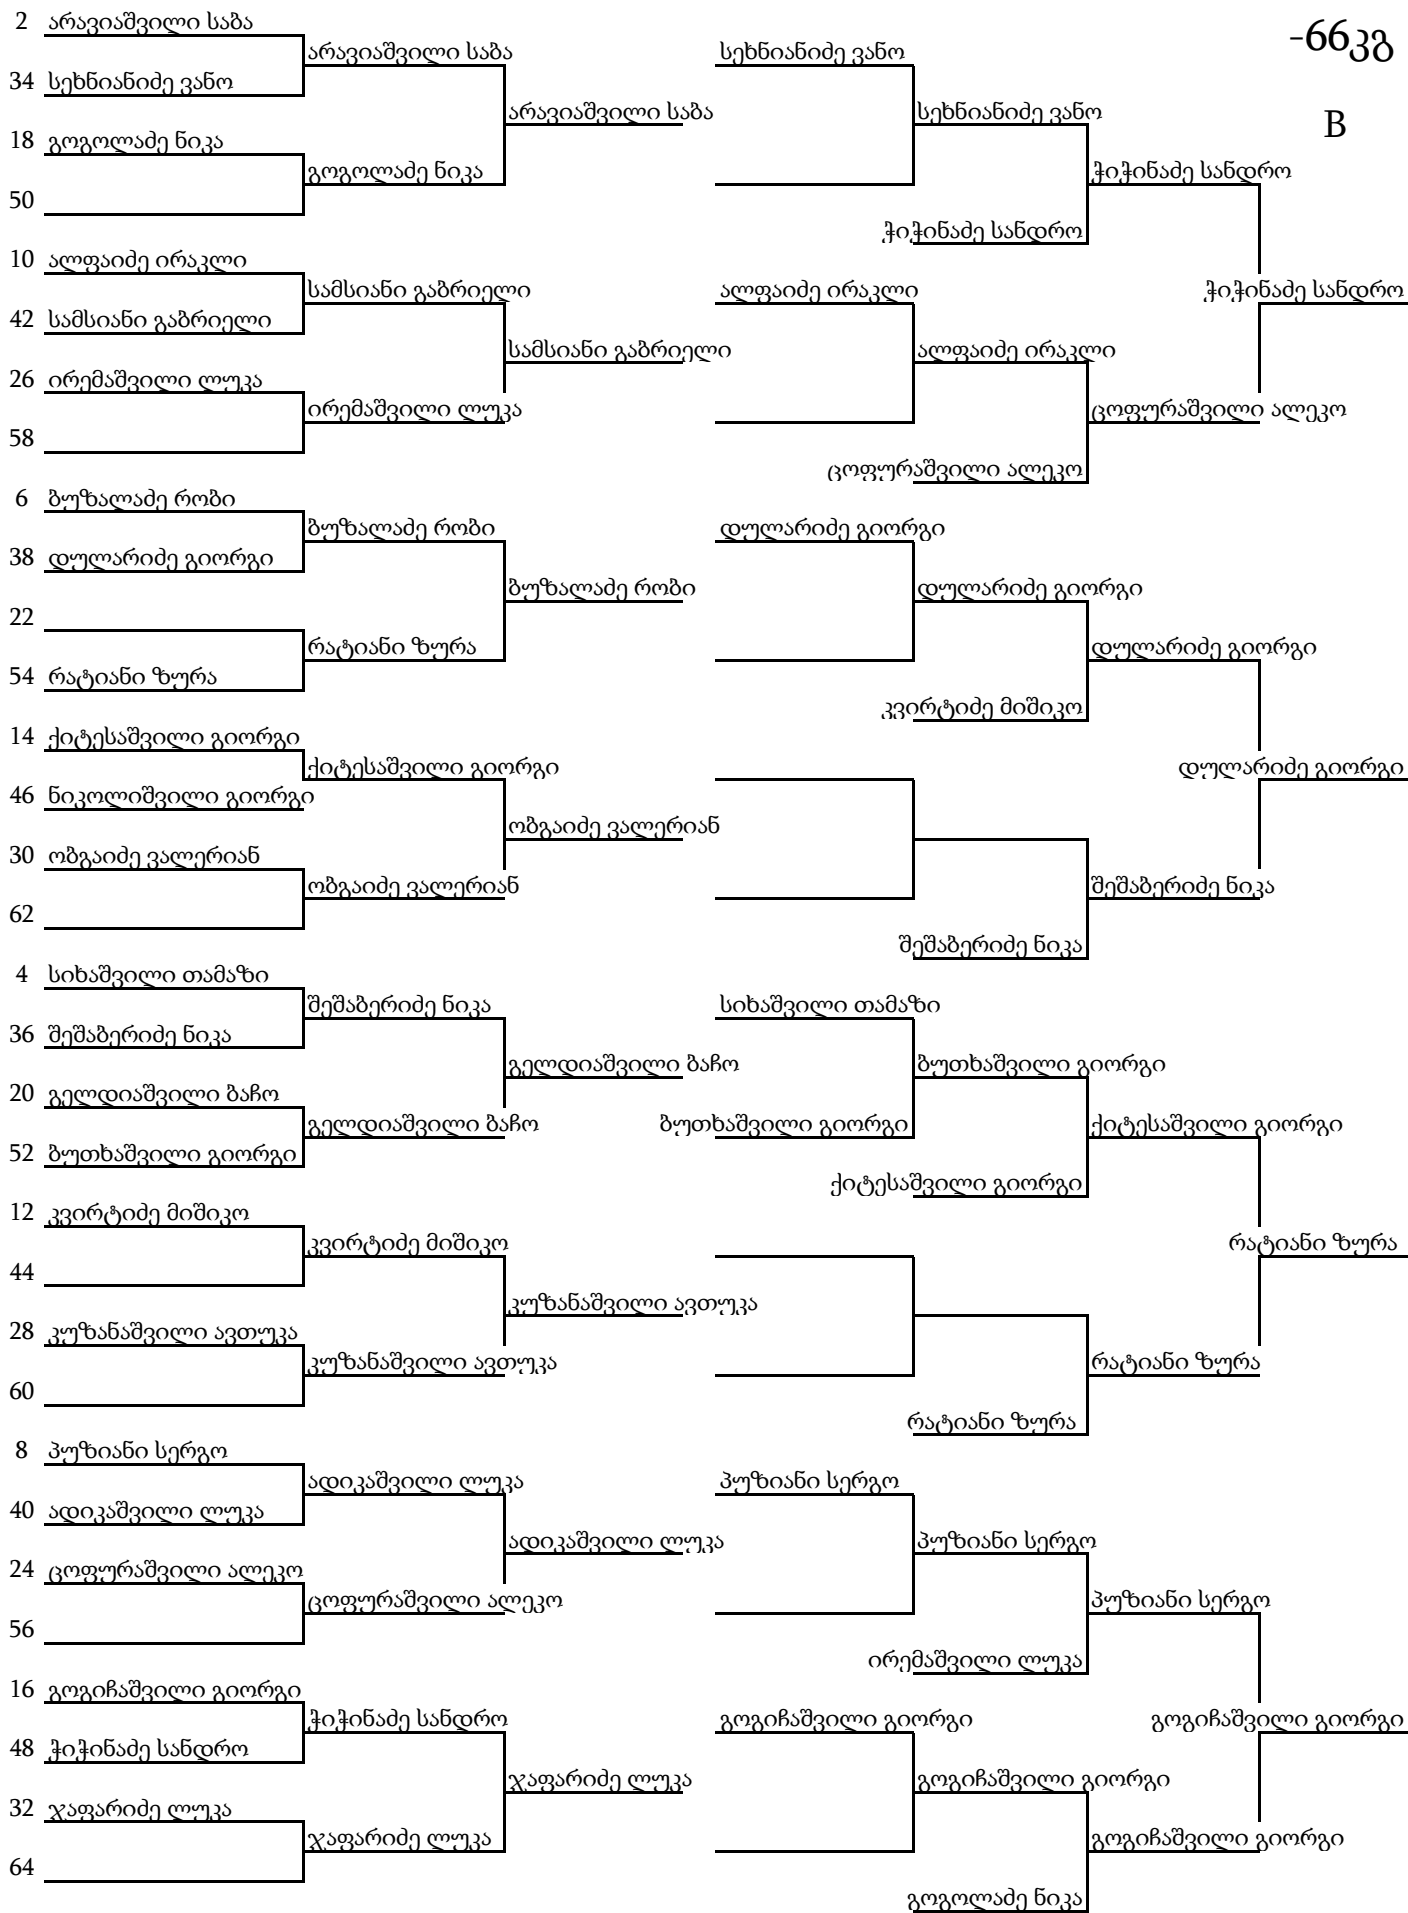 2 არავიაშვილი საბა
არავიაშვილი საბა
სეხნიანიძე ვანო
-66კგ
34 სეხნიანიძე ვანო
არავიაშვილი საბა
სეხნიანიძე ვანო
B
18 გოგოლაძე ნიკა
გოგოლაძე ნიკა
ჭიჭინაძე სანდრო
50
ჭიჭინაძე სანდრო
10 ალფაიძე ირაკლი
სამსიანი გაბრიელი
ალფაიძე ირაკლი
ჭიჭინაძე სანდრო
42 სამსიანი გაბრიელი
სამსიანი გაბრიელი
ალფაიძე ირაკლი
26 ირემაშვილი ლუკა
ირემაშვილი ლუკა
ცოფურაშვილი ალეკო
58
ცოფურაშვილი ალეკო
6 ბუზალაძე რობი
ბუზალაძე რობი
დულარიძე გიორგი
38 დულარიძე გიორგი
ბუზალაძე რობი
დულარიძე გიორგი
22
რატიანი ზურა
დულარიძე გიორგი
54 რატიანი ზურა
კვირტიძე მიშიკო
14 ქიტესაშვილი გიორგი
ქიტესაშვილი გიორგი
დულარიძე გიორგი
46 ნიკოლიშვილი გიორგი
ობგაიძე ვალერიან
30 ობგაიძე ვალერიან
ობგაიძე ვალერიან
შეშაბერიძე ნიკა
62
შეშაბერიძე ნიკა
4 სიხაშვილი თამაზი
შეშაბერიძე ნიკა
სიხაშვილი თამაზი
36 შეშაბერიძე ნიკა
გელდიაშვილი ბაჩო
ბუთხაშვილი გიორგი
20 გელდიაშვილი ბაჩო
გელდიაშვილი ბაჩო
ბუთხაშვილი გიორგი
ქიტესაშვილი გიორგი
52 ბუთხაშვილი გიორგი
ქიტესაშვილი გიორგი
12 კვირტიძე მიშიკო
კვირტიძე მიშიკო
რატიანი ზურა
44
კუზანაშვილი ავთუკა
28 კუზანაშვილი ავთუკა
კუზანაშვილი ავთუკა
რატიანი ზურა
60
რატიანი ზურა
8 პუზიანი სერგო
ადიკაშვილი ლუკა
პუზიანი სერგო
40 ადიკაშვილი ლუკა
ადიკაშვილი ლუკა
პუზიანი სერგო
24 ცოფურაშვილი ალეკო
ცოფურაშვილი ალეკო
პუზიანი სერგო
56
ირემაშვილი ლუკა
16 გოგიჩაშვილი გიორგი
ჭიჭინაძე სანდრო
გოგიჩაშვილი გიორგი
გოგიჩაშვილი გიორგი
48 ჭიჭინაძე სანდრო
ჯაფარიძე ლუკა
გოგიჩაშვილი გიორგი
32 ჯაფარიძე ლუკა
ჯაფარიძე ლუკა
გოგიჩაშვილი გიორგი
64
გოგოლაძე ნიკა